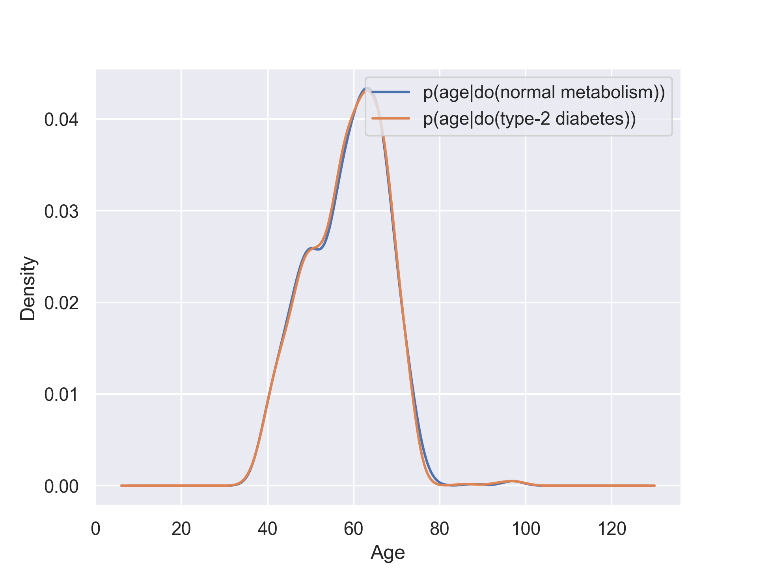 p(age|do(normal metabolism))
p(age|do(type-2 diabetes))
0.04
0.03
0.02
0.01
0.00
Density
0 20 40 60 80 100 120
Age